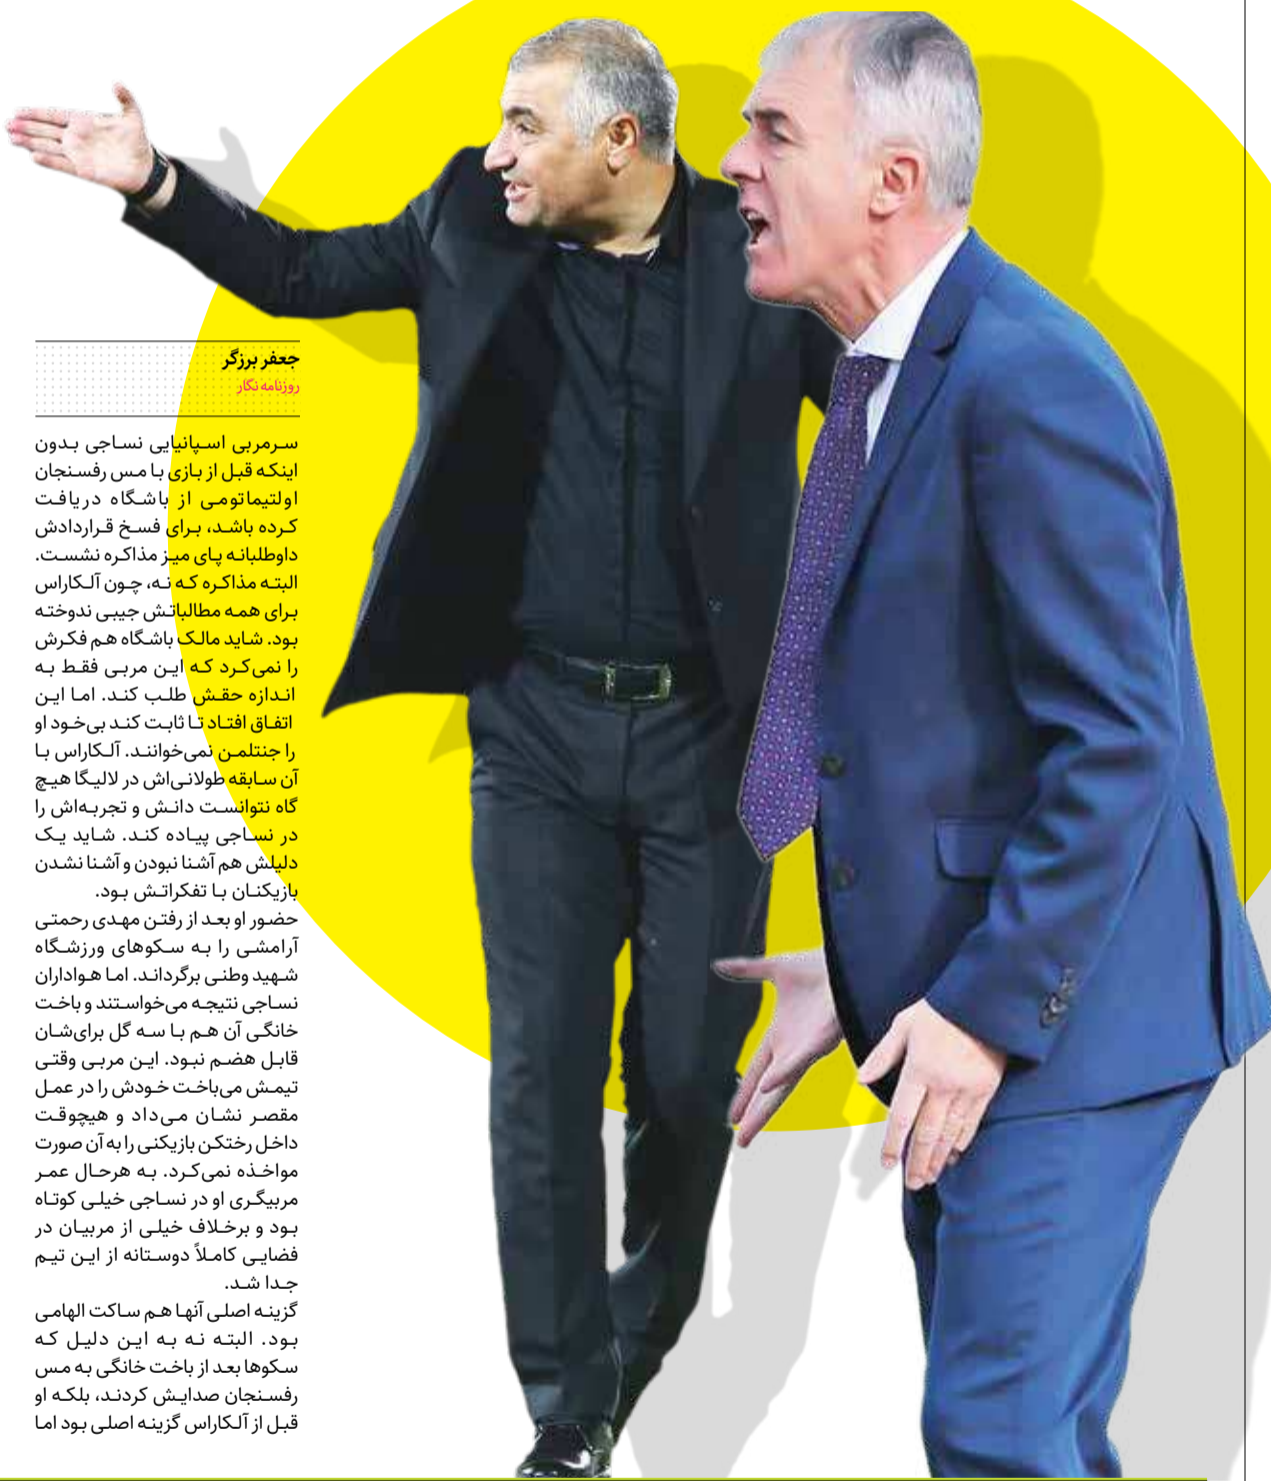 جعفر برزگر
روزنامه نگار
سرمربی اسپانیایی نساجی بدون
اینکه قبل از بازی با مس رفسنجان
اولتیماتومی از باشگاه دریافت
کرده باشد، برای فسخ قراردادش
داوطلبانه پای میز مذاکره نشست.
البته مذاکره که نه، چون آلکاراس
برای همه مطالباتش جیبی ندوخته
بود. شاید مالک باشگاه هم فکرش
را نمی‌کرد که این مربی فقط به
اندازه حقش طلب کند. اما این
اتفاق افتاد تا ثابت کند بی‌خود او
را جنتلمن نمی‌خوانند. آلکاراس با
آن سابقه طولانی‌اش در لالیگا هیچ
گاه نتوانست دانش و تجربه‌اش را
در نساجی پیاده کند. شاید یک
دلیلش هم آشنا نبودن و آشنا نشدن
بازیکنان با تفکراتش بود.
حضور او بعد از رفتن مهدی رحمتی
آرامشی را به سکوهای ورزشگاه
شهید وطنی برگرداند. اما هواداران
نساجی نتیجه می‌خواستند و باخت
خانگی آن هم با سه گل برای‌شان
قابل هضم نبود. این مربی وقتی
تیمش می‌باخت خودش را در عمل
مقصر نشان می‌داد و هیچوقت
داخل رختکن بازیکنی را به آن صورت
مواخذه نمی‌کرد. به هرحال عمر
مربیگری او در نساجی خیلی کوتاه
بود و برخلاف خیلی از مربیان در
فضایی کاملاً دوستانه از این تیم
جدا شد.
گزینه اصلی آنها هم ساکت الهامی
بود. البته نه به این دلیل که
سکوها بعد از باخت خانگی به مس
رفسنجان صدایش کردند، بلکه او
قبل از آلکاراس گزینه اصلی بود اما